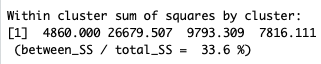 Within cluster sum of squares by cluster:
[1]  4860.000 26679.507  9793.309  7816.111
 (between_SS / total_SS =  33.6 %)